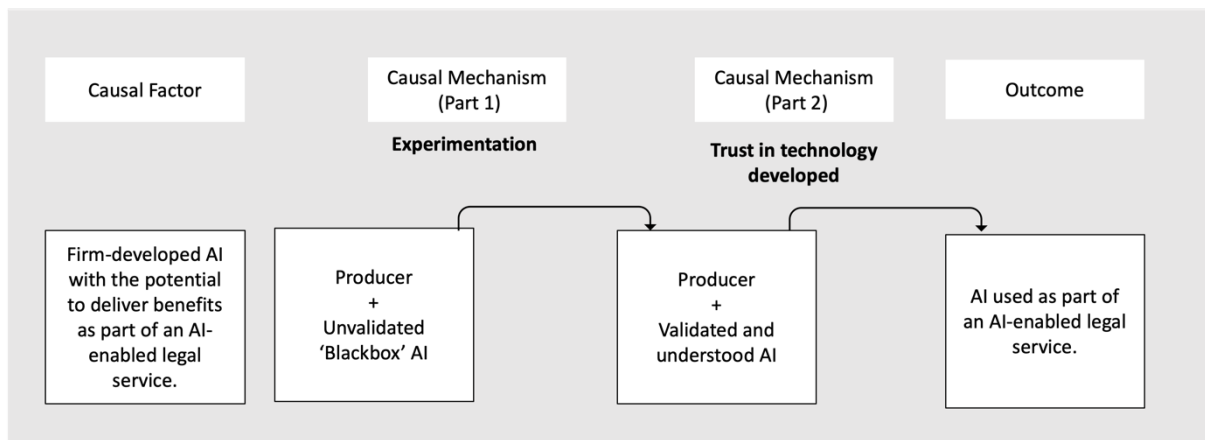 Causal Factor
Causal Mechanism
(Part 1)
Causal Mechanism
(Part 2)
Outcome
Experimentation
Trust in technology
developed
Firm-developed AI
with the potential
to deliver benefits
as part of an AI-
enabled legal
service.
Producer
+
Unvalidated
‘Blackbox’ AI
Producer
+
Validated and
understood AI
AI used as part of
an AI-enabled legal
service.